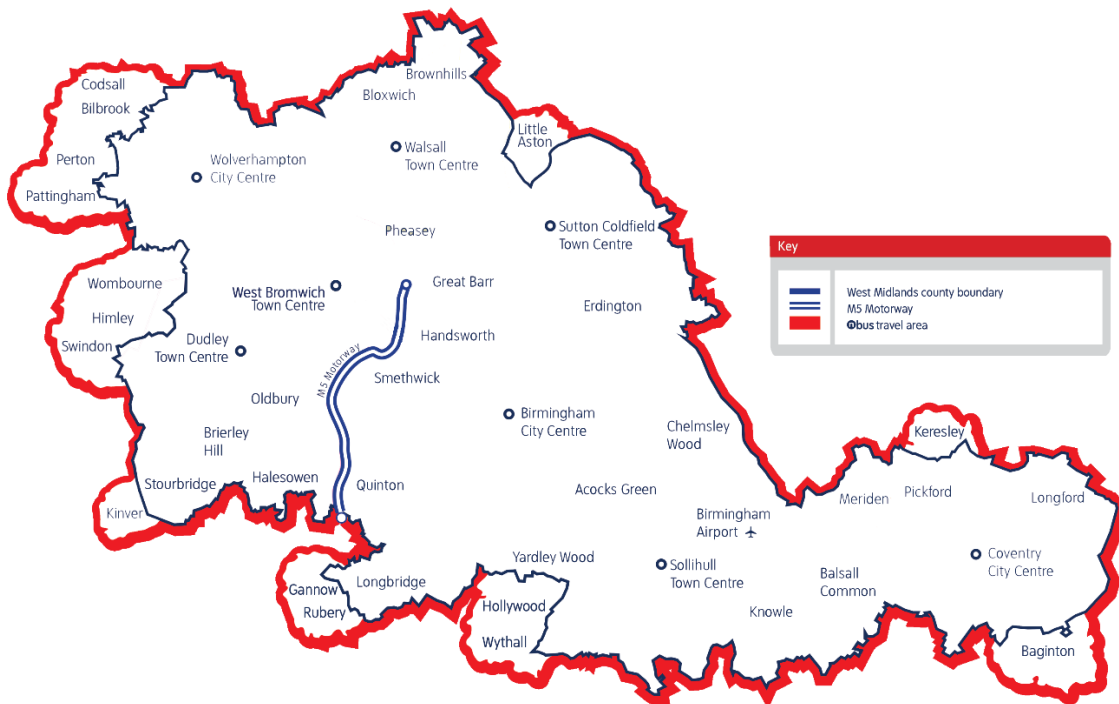 Brownhills
Codsall
Bloxwich
Bilbrook
Little
Aston
Walsall
Town Centre
Perton
Wolverhampton
City Centre
Pattingham
Sutton Coldfield
Town Centre
Pheasey
Key
Wombourne
Great Barr
West Bromwich
Town Centre
West Midlands county boundary
M5 Motorway
nbus travel area
Erdington
Himley
Swindon
Dudley
Town Centre
Handsworth
M5 Motorway
Smethwick
Oldbury
Birmingham
City Centre
Chelmsley
Wood
Keresley
Brierley
Hill
Stourbridge
Halesowen
Quinton
Acocks Green
Meriden
Pickford
Longford
Kinver
Birmingham
Airport
Yardley Wood
Sollihull
Town Centre
Coventry
City Centre
Gannow
Rubery
Longbridge
Balsall
Common
Hollywood
Knowle
Wythall
Baginton